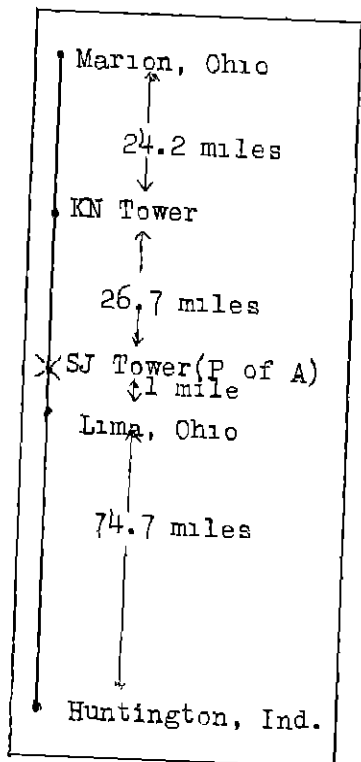 Marion, Ohio
24.2 miles
KN Tower
26.7 miles
SJ Tower(P of A)
1 mile
Lima, Ohio
74.7 miles
Huntington, Ind.